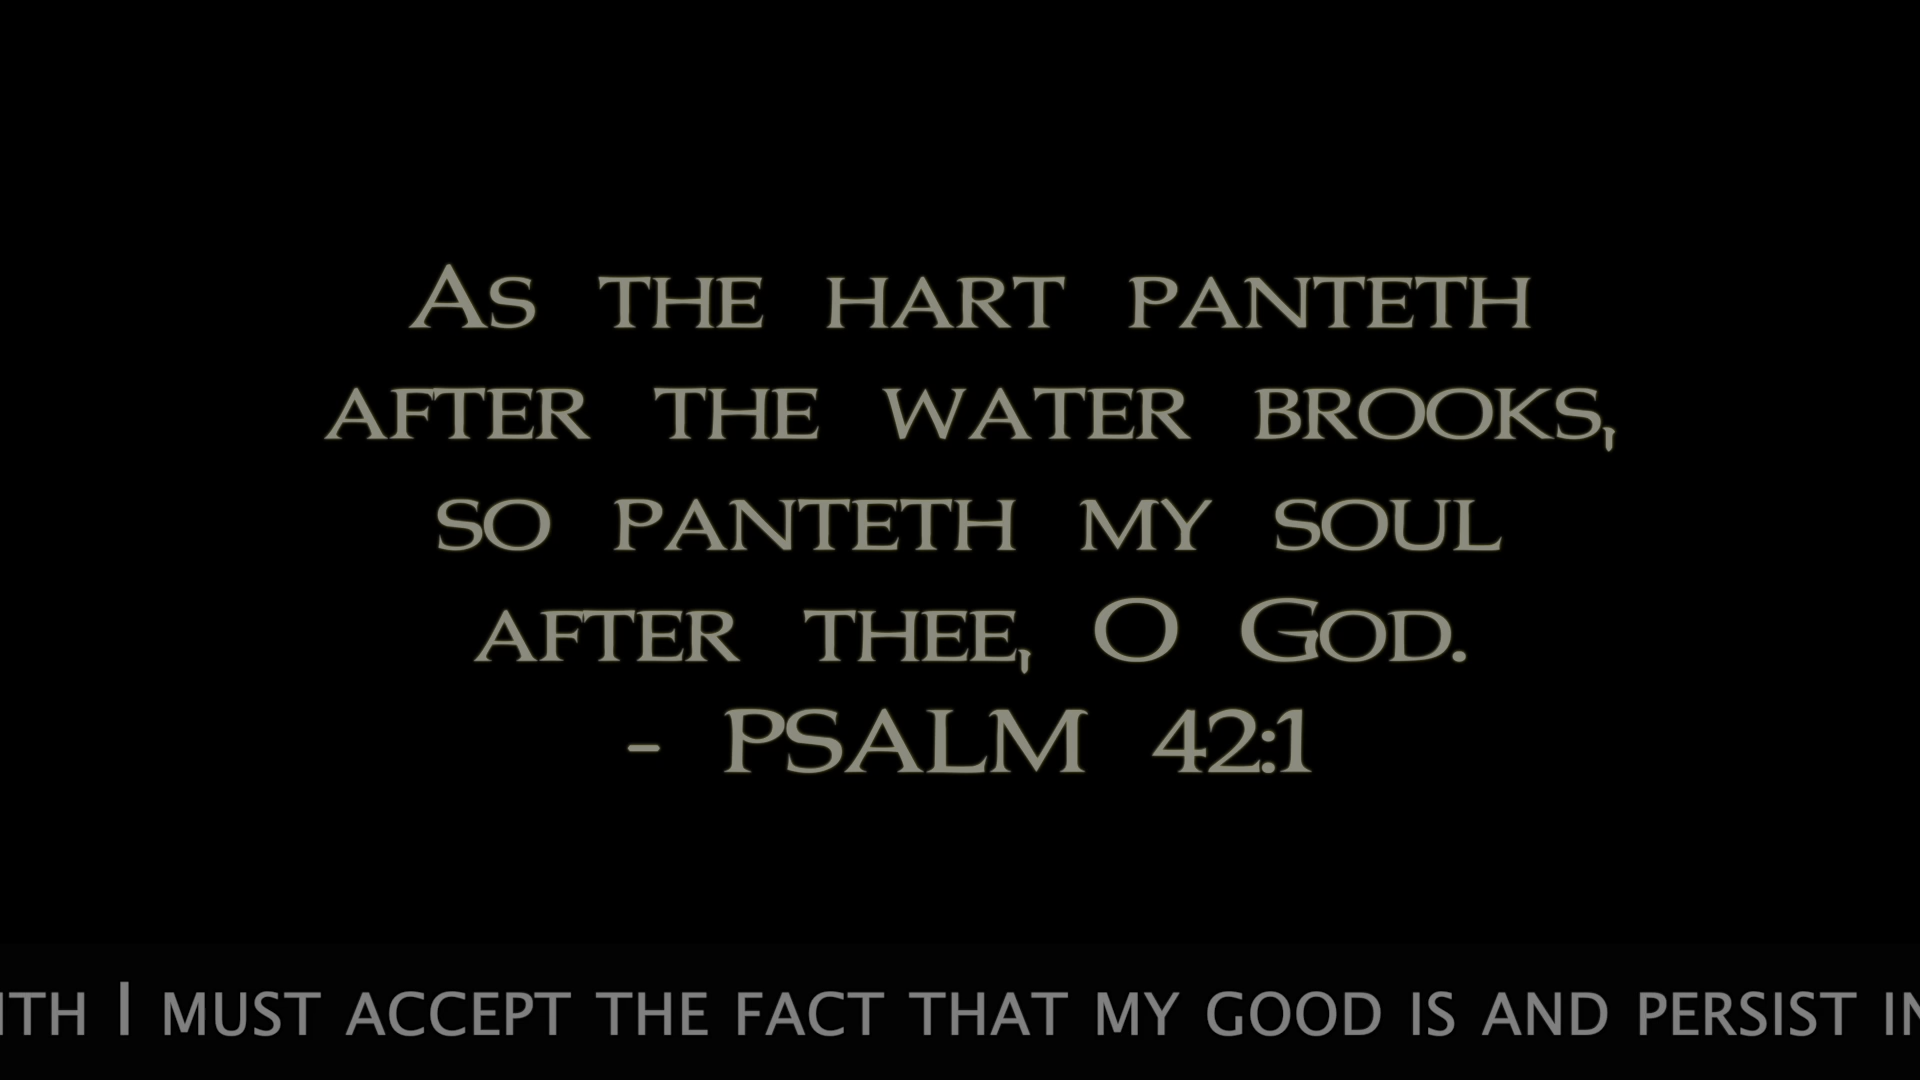 As the hart panteth
after the water brooks,
so panteth my soul
after thee, O God.
- PSALM 42:1
ITH I MUST ACCEPT THE FACT THAT MY GOOD IS AND PERSIST IN